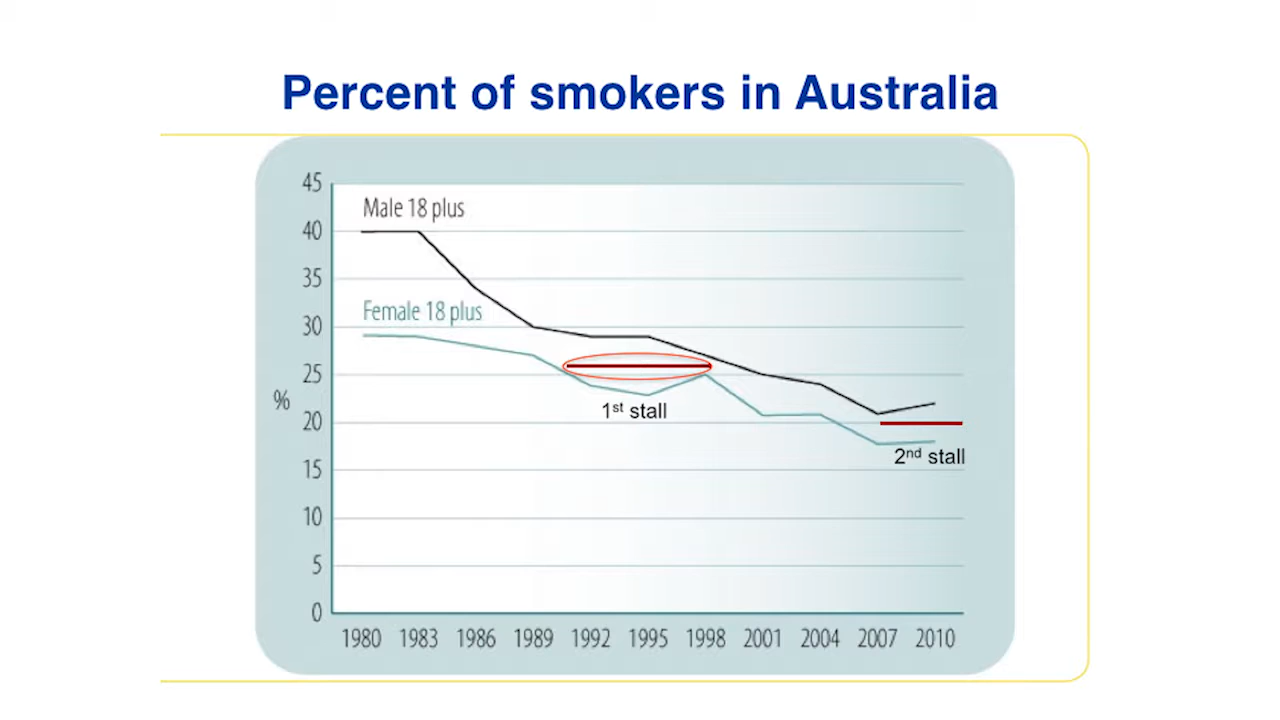 Percent of smokers in Australia
45
Male 18 plus
40
35
Female 18 plus
30
25
%
1st stall
20
2nd stall
15
10
5
0
1980 1983 1986 1989 1992 1995 1998 2001 2004 2007 2010